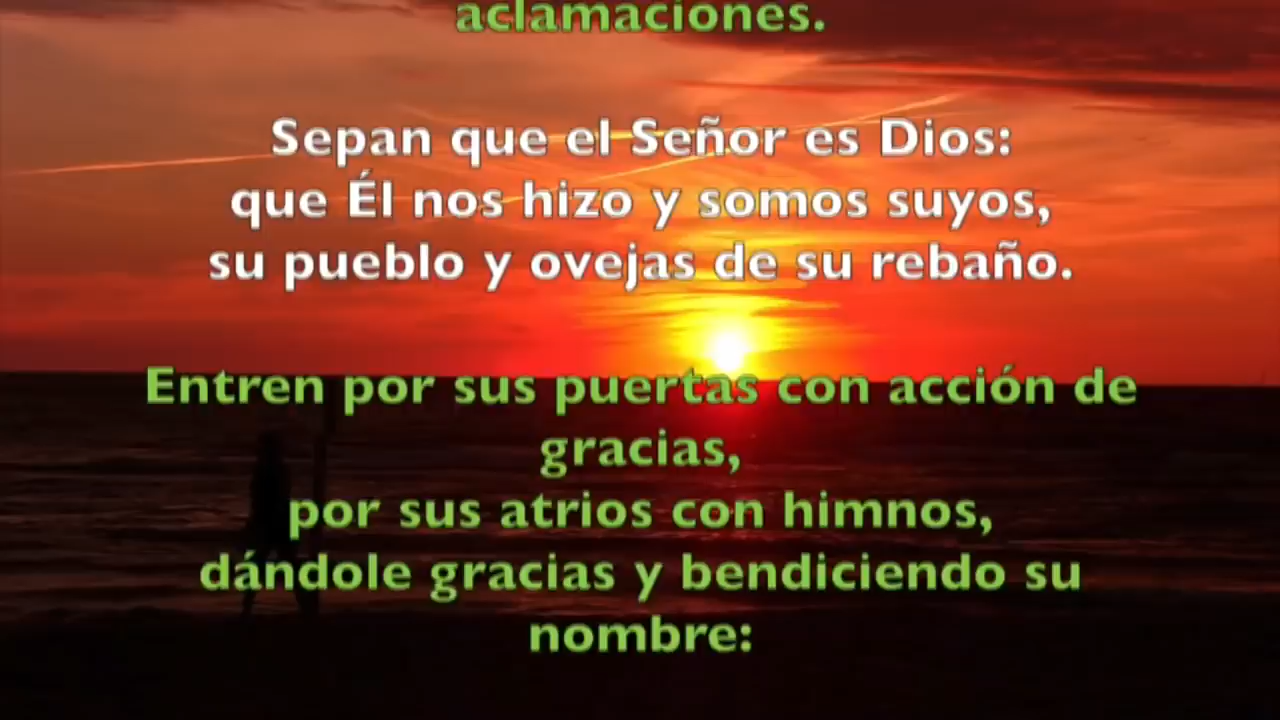 aclamaciones.
Sepan que el Señor es Dios:
que Él nos hizo y somos suyos,
su pueblo y ovejas de su rebaño.
Entren por sus puertas con acción de
gracias,
por sus atrios con himnos,
dándole gracias y bendiciendo su
nombre: